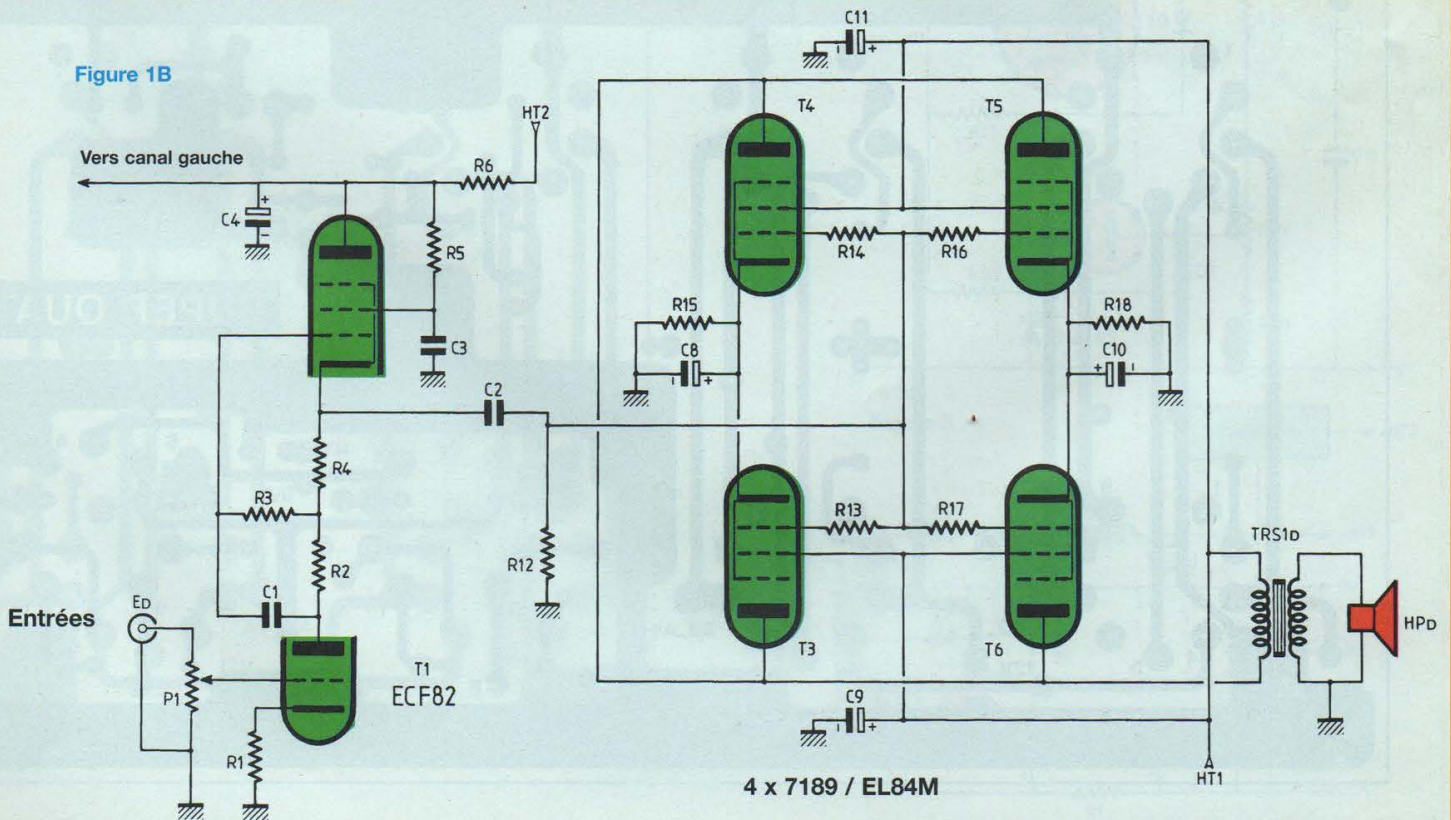 Figure 1B
C11
- +
HT2
T4
T5
Vers canal gauche
R6
C4
+
-
R5
R14
R16
C3
R15
R18
C8
- +
C10
+ -
C2
R4
R3
R13
R17
R2
R12
TRS1D
C1
Entrées
ED
HPD
T3
T6
P1
T1
ECF82
C9
- +
R1
HT1
4 x 7189 / EL84M